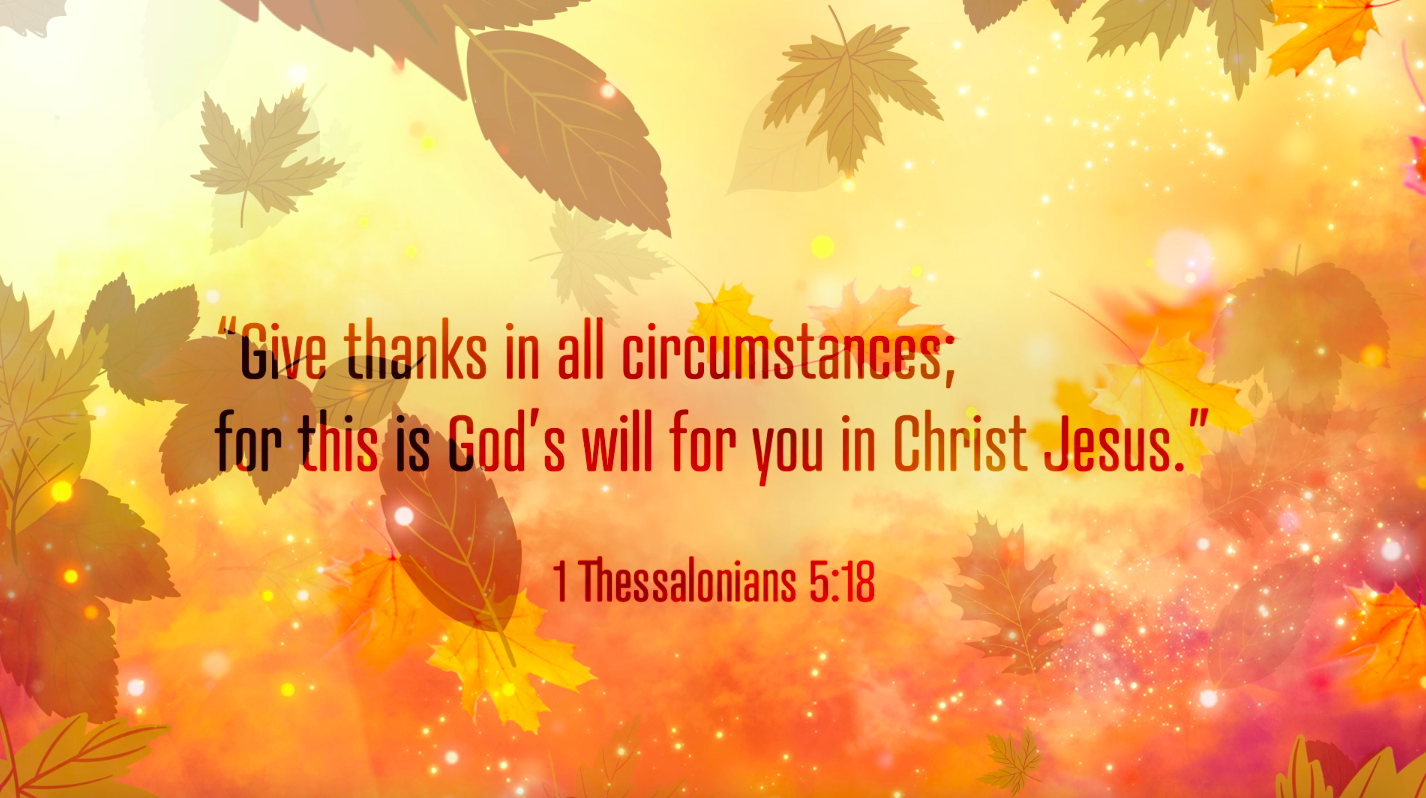 “Give thanks in all circumstances;
for this is God’s will for you in Christ Jesus.”
1 Thessalonians 5:18